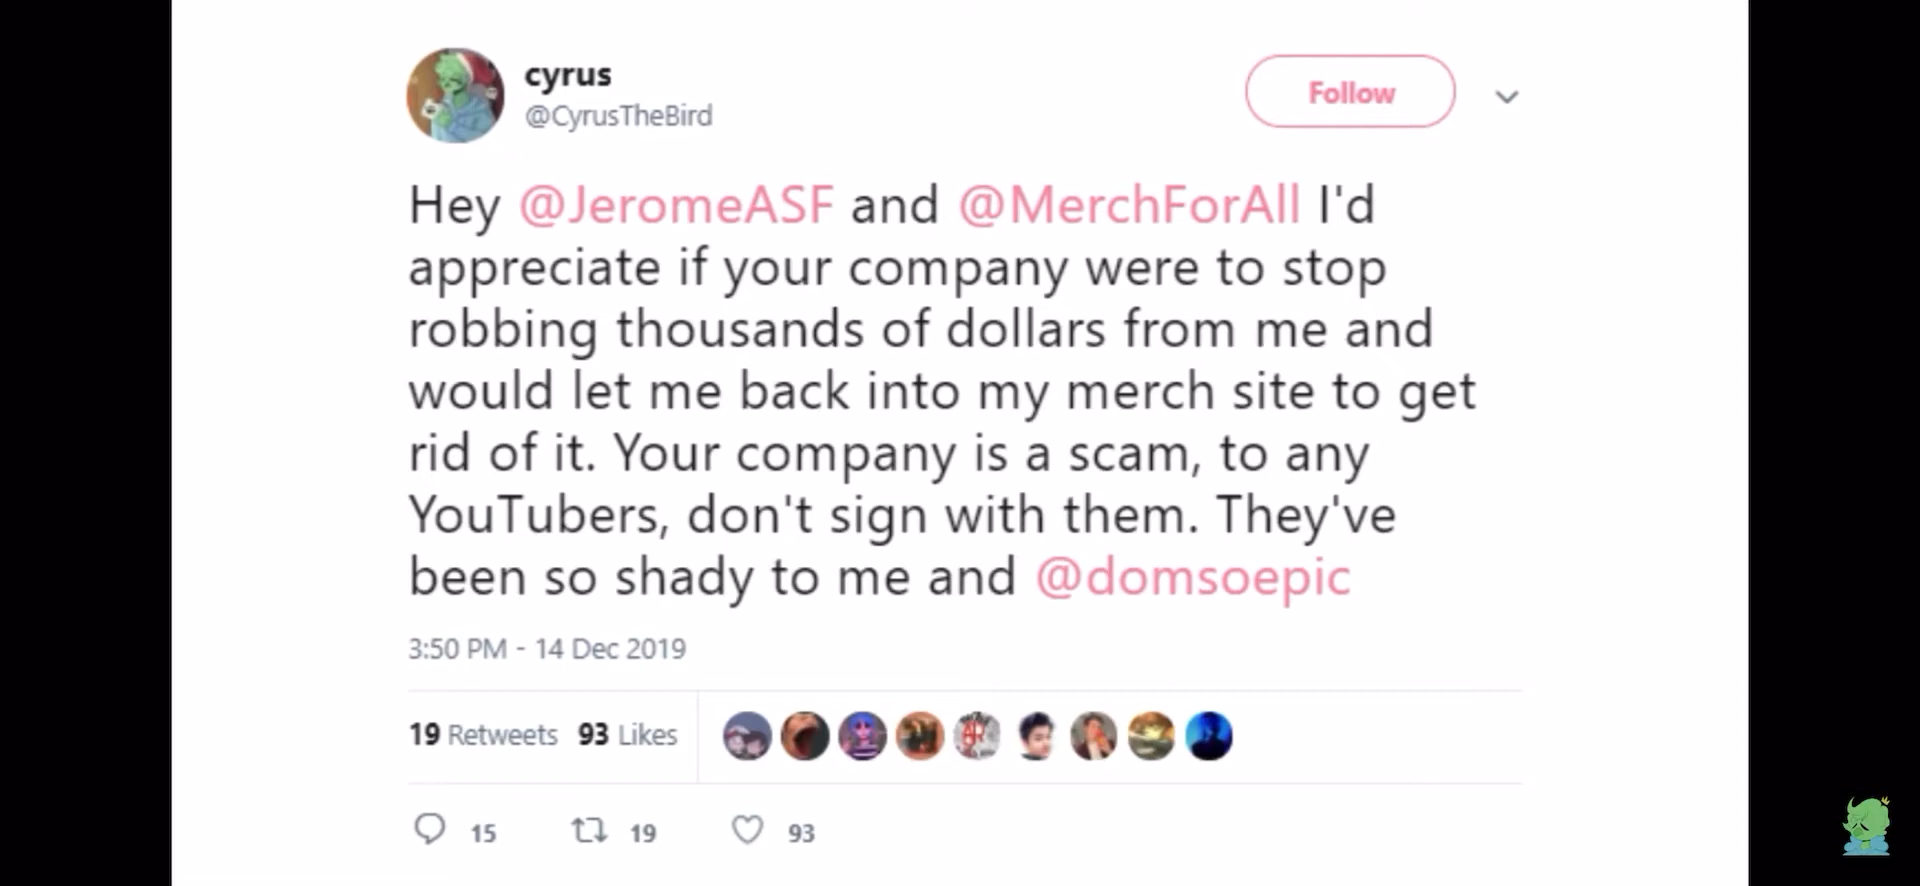 cyrus
@CyrusTheBird
Follow
Hey @JeromeASF and @MerchForAll I'd
appreciate if your company were to stop
robbing thousands of dollars from me and
would let me back into my merch site to get
rid of it. Your company is a scam, to any
YouTubers, don't sign with them. They've
been so shady to me and @domsoepic
3:50 PM - 14 Dec 2019
19 Retweets 93 Likes
15 19 93